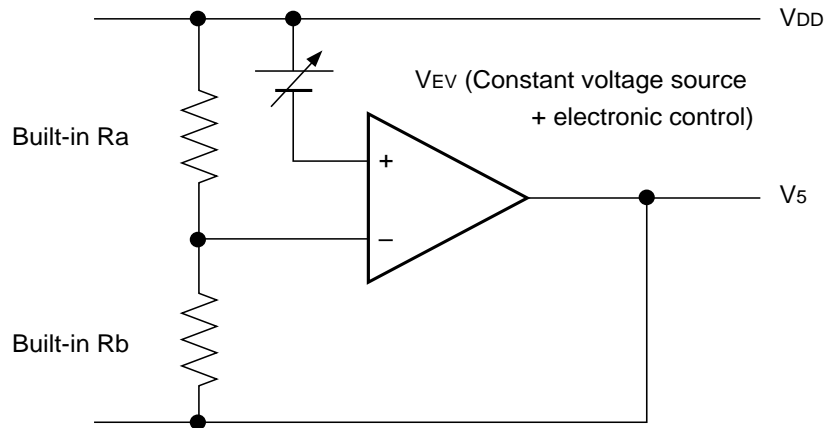 VDD
VEV (Constant voltage source
+ electronic control)
Built-in Ra
+
V5
−
Built-in Rb